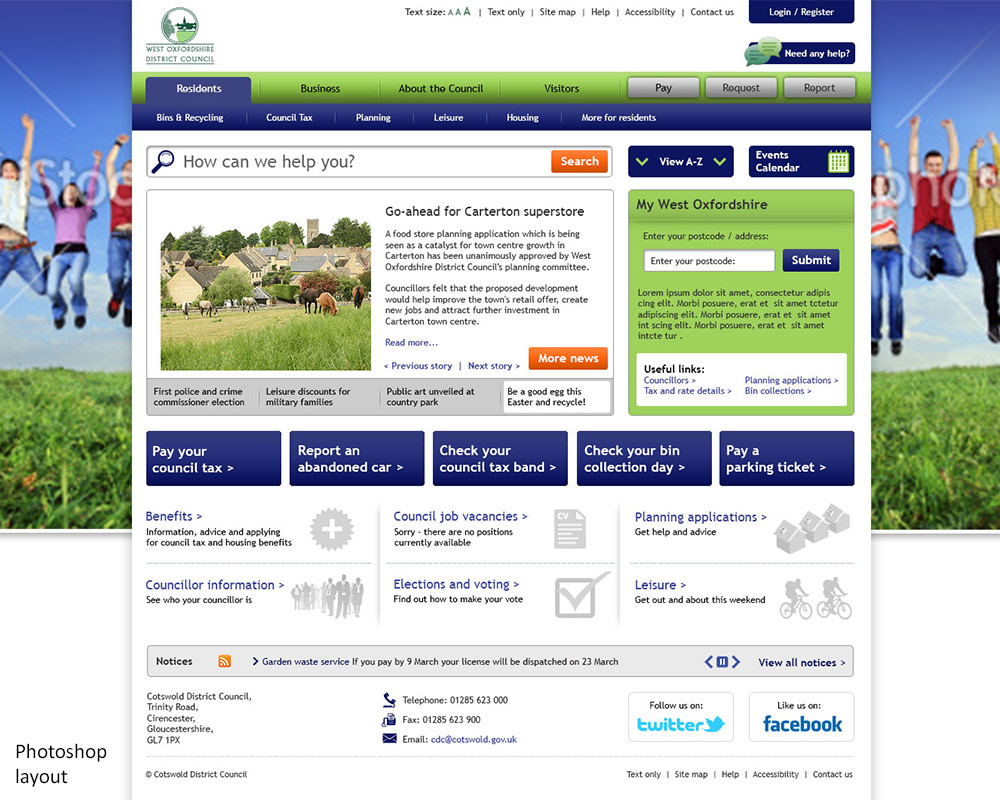 Text size: A A A | Text only | Site map | Help | Accessibility | Contact us
Login / Register
WEST OXFORDSHIRE
DISTRICT COUNCIL
Need any help?
Residents
Business
About the Council
Visitors
Pay
Request
Report
Bins & Recycling
Council Tax
Planning
Leisure
Housing
More for residents
How can we help you?
Search
View A-Z
Events
Calendar
Go-ahead for Carterton superstore
A food store planning application which is being
seen as a catalyst for town centre growth in
Carterton has been unanimously approved by West
Oxfordshire District Council's planning committee.
Councillors felt that the proposed development
would help improve the town's retail offer, create
new jobs and attract further investment in
Carterton town centre.
Read more...
< Previous story | Next story >
More news
First police and crime
commissioner election
Leisure discounts for
military families
Public art unveiled at
country park
Be a good egg this
Easter and recycle!
My West Oxfordshire
Enter your postcode / address:
Enter your postcode:
Submit
Lorem ipsum dolor sit amet, consectetur adipis
cing elit. Morbi posuere, erat et sit amet tctetur
adipiscing elit. Morbi posuere, erat et sit amet
int scing elit. Morbi posuere, erat et sit amet
intcte tur .
Useful links:
Councillors >
Planning applications >
Tax and rate details >
Bin collections >
Pay your
council tax >
Report an
abandoned car >
Check your
council tax band >
Check your bin
collection day >
Pay a
parking ticket >
Benefits >
Information, advice and applying
for council tax and housing benefits
Council job vacancies >
Sorry - there are no positions
currently available
CV
Planning applications >
Get help and advice
Councillor information >
See who your councillor is
Elections and voting >
Find out how to make your vote
Leisure >
Get out and about this weekend
Notices
Garden waste service If you pay by 9 March your license will be dispatched on 23 March
View all notices >
Cotswold District Council,
Trinity Road,
Cirencester,
Gloucestershire,
GL7 1PX
Telephone: 01285 623 000
Fax: 01285 623 900
Email: cdc@cotswold.gov.uk
Follow us on:
twitter
Like us on:
facebook
© Cotswold District Council
Text only | Site map | Help | Accessibility | Contact us
Photoshop
layout